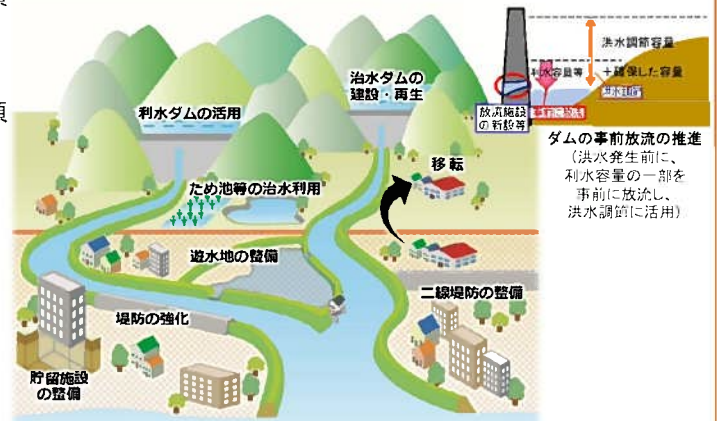 治水ダムの
建設・再生
利水ダムの活用
移転
ため池等の治水利用
遊水地の整備
二線堤防の整備
堤防の強化
貯留施設
の整備
洪水調節容量
利水容量等
＋確保した容量
洪水調節
放流施設
の新設等
ダムの事前放流の推進
（洪水発生前に、
利水容量の一部を
事前に放流し、
洪水調節に活用）